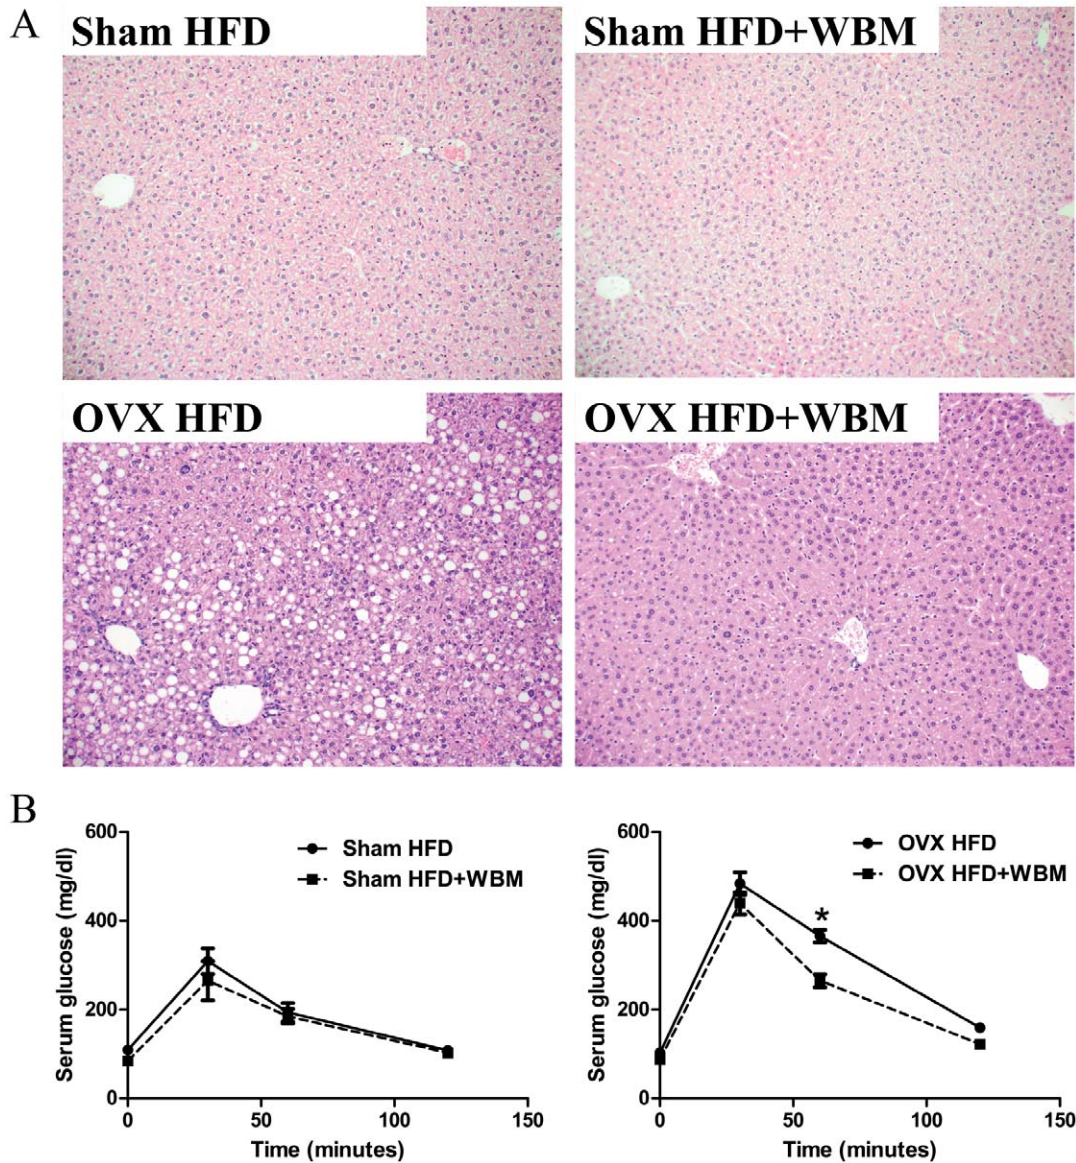 A
Sham HFD
Sham HFD+WBM
OVX HFD
OVX HFD+WBM
B
600
400
200
0
Serum glucose (mg/dl)
Sham HFD
Sham HFD+WBM
0
50
100
150
Time (minutes)
600
400
200
0
Serum glucose (mg/dl)
OVX HFD
OVX HFD+WBM
*
0
50
100
150
Time (minutes)